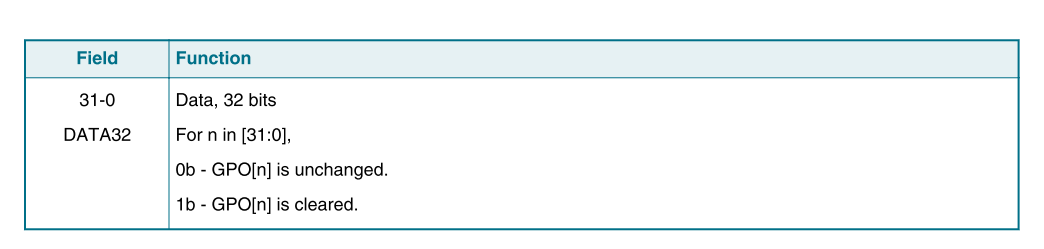 Field Function
31-0 Data, 32 bits
DATA32 For n in [31:0],
0b - GPO[n] is unchanged.
1b - GPO[n] is cleared.